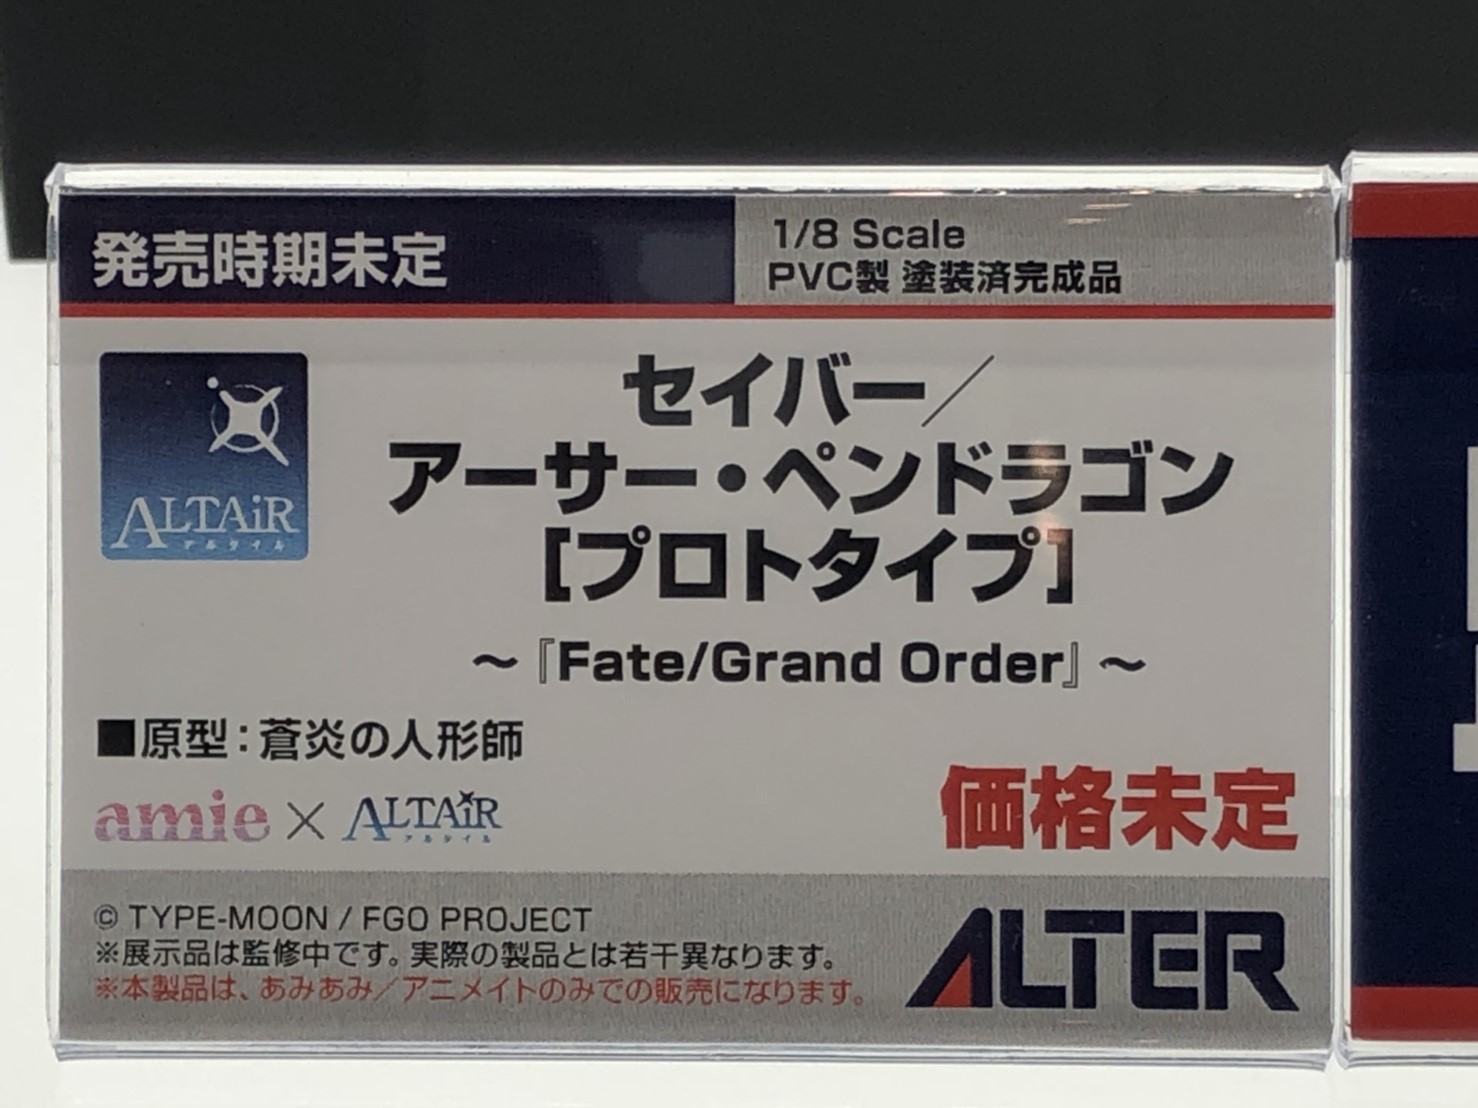 発売時期未定
1/8 Scale
PVC製 塗装済完成品
ALTAiR
アルタイル
セイバー／
アーサー・ペンドラゴン
[プロトタイプ]
～『Fate/Grand Order』～
■原型：蒼炎の人形師
amie × ALTAiR
アルタイル
価格未定
© TYPE-MOON / FGO PROJECT
※展示品は監修中です。実際の製品とは若干異なります。
※本製品は、あみあみ／アニメイトのみでの販売になります。
ALTER